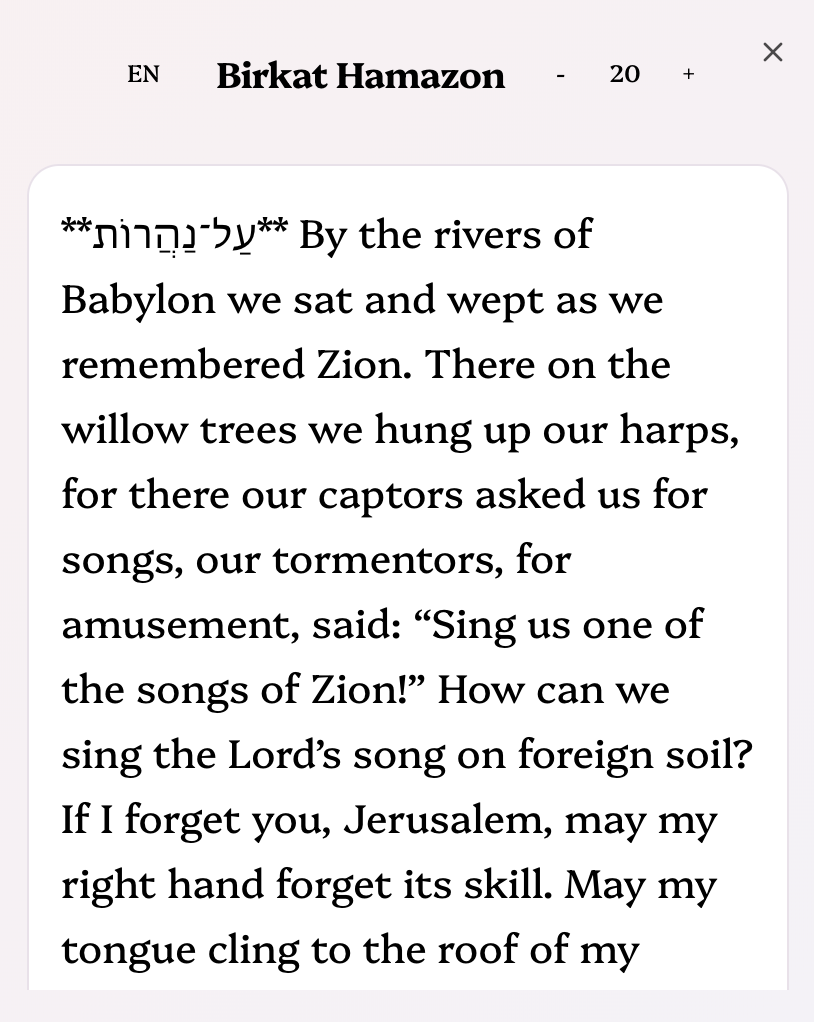 EN Birkat Hamazon - 20 +
**עַל־נַהֲרוֹת** By the rivers of
Babylon we sat and wept as we
remembered Zion. There on the
willow trees we hung up our harps,
for there our captors asked us for
songs, our tormentors, for
amusement, said: “Sing us one of
the songs of Zion!” How can we
sing the Lord’s song on foreign soil?
If I forget you, Jerusalem, may my
right hand forget its skill. May my
tongue cling to the roof of my